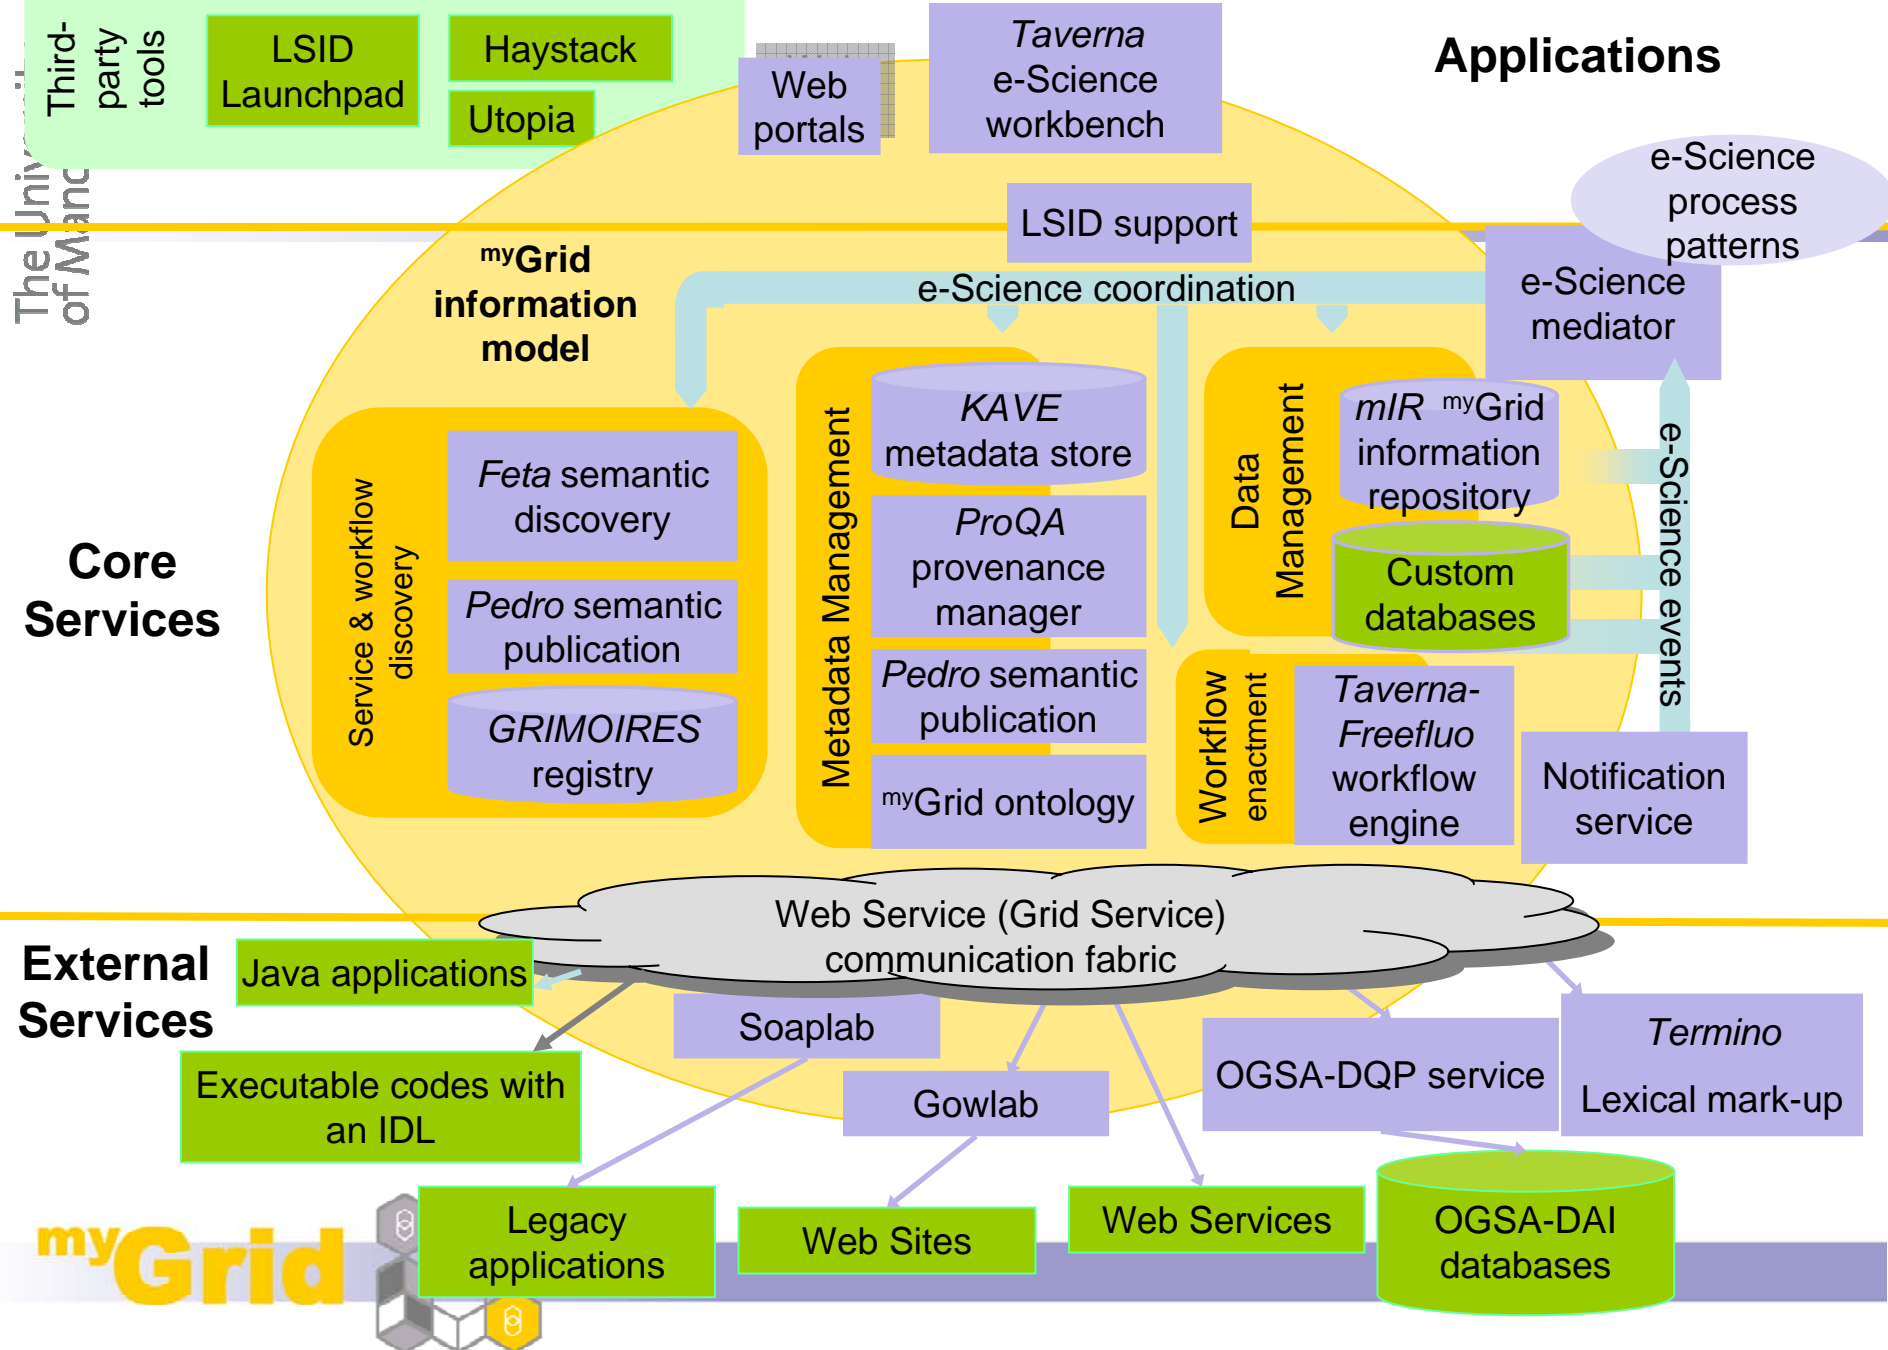 Third-
party
tools
LSID
Launchpad
Haystack
Utopia
Web
portals
Taverna
e-Science
workbench
Applications
The University
of Manc
e-Science
process
patterns
LSID support
myGrid
information
model
e-Science coordination
e-Science
mediator
Core
Services
Service & workflow
discovery
Feta semantic
discovery
Pedro semantic
publication
GRIMOIRES
registry
Metadata Management
KAVE
metadata store
ProQA
provenance
manager
Pedro semantic
publication
myGrid ontology
Data
Management
mIR myGrid
information
repository
Custom
databases
e-Science events
Workflow
enactment
Taverna-
Freefluo
workflow
engine
Notification
service
Web Service (Grid Service)
communication fabric
External
Services
Java applications
Executable codes with
an IDL
Soaplab
Gowlab
OGSA-DQP service
Termino
Lexical mark-up
Legacy
applications
Web Sites
Web Services
OGSA-DAI
databases
myGrid